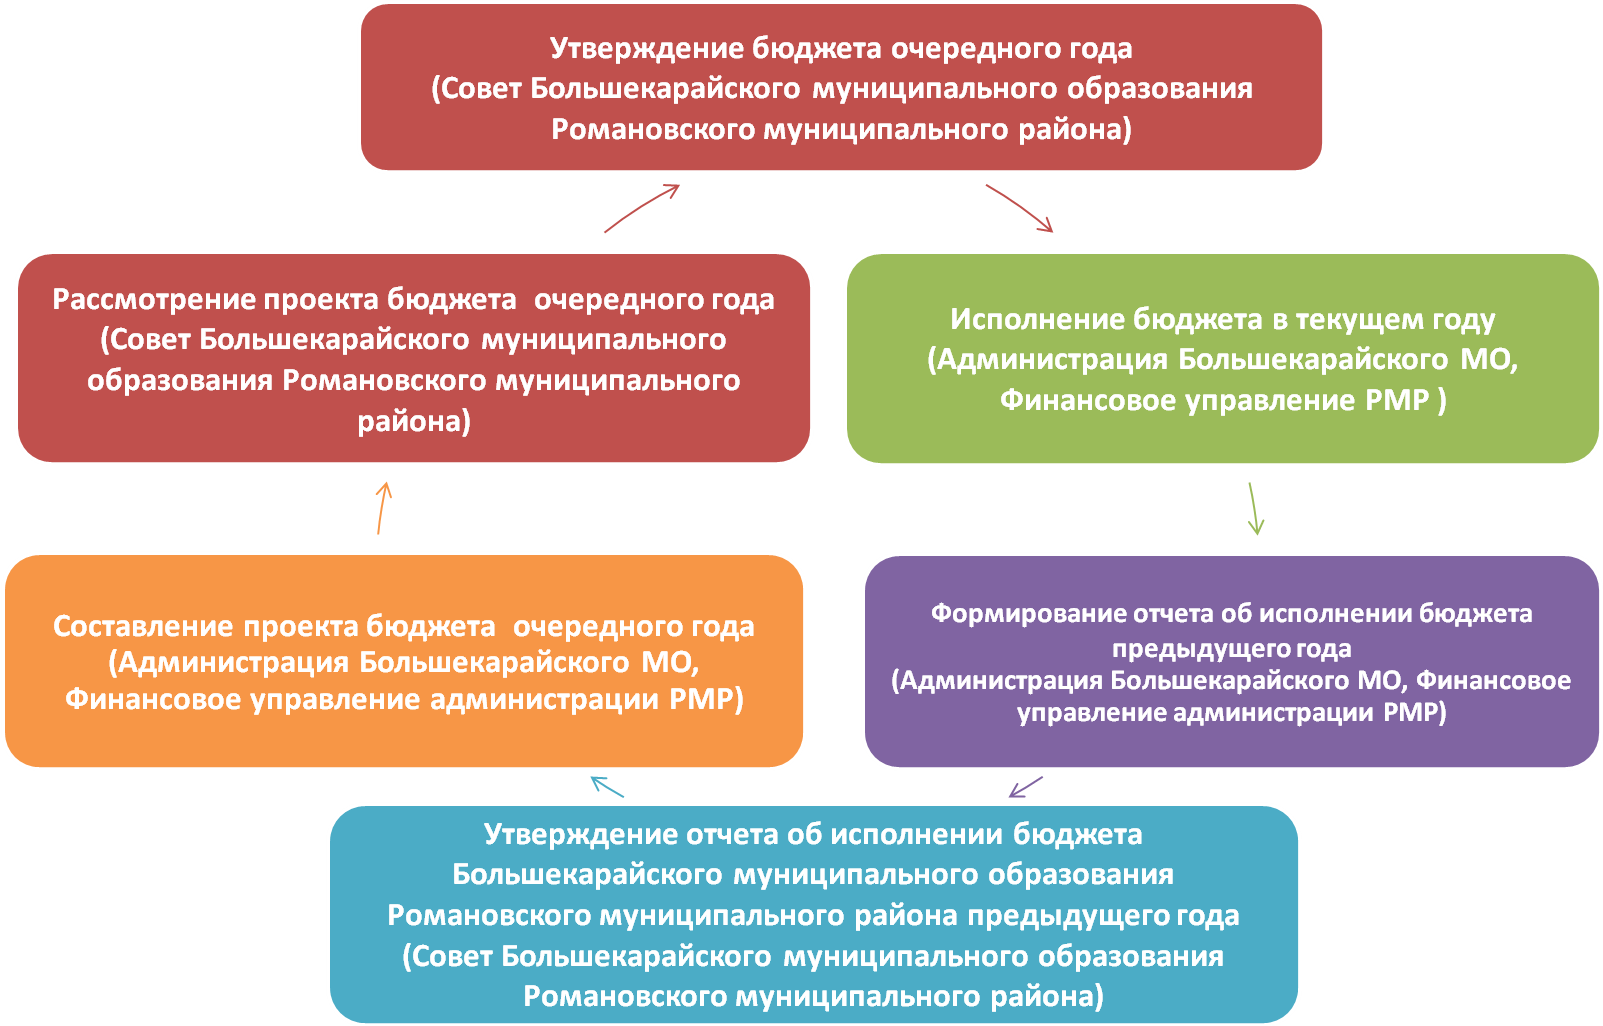 Утверждение бюджета очередного года
(Совет Большекарайского муниципального образования
Романовского муниципального района)
Рассмотрение проекта бюджета очередного года
(Совет Большекарайского муниципального
образования Романовского муниципального
района)
Исполнение бюджета в текущем году
(Администрация Большекарайского МО,
Финансовое управление РМР )
Составление проекта бюджета очередного года
(Администрация Большекарайского МО,
Финансовое управление администрации РМР)
Формирование отчета об исполнении бюджета
предыдущего года
(Администрация Большекарайского МО, Финансовое
управление администрации РМР)
Утверждение отчета об исполнении бюджета
Большекарайского муниципального образования
Романовского муниципального района предыдущего года
(Совет Большекарайского муниципального образования
Романовского муниципального района)